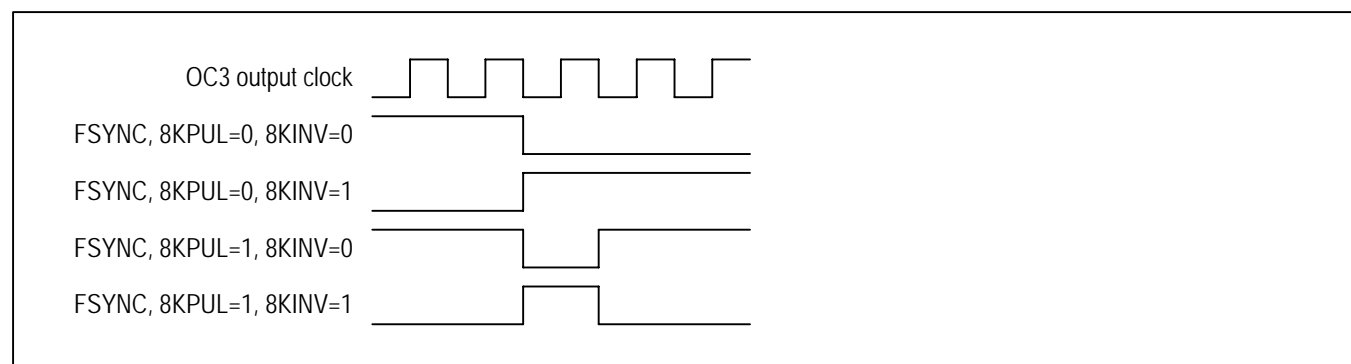 OC3 output clock
FSYNC, 8KPUL=0, 8KINV=0
FSYNC, 8KPUL=0, 8KINV=1
FSYNC, 8KPUL=1, 8KINV=0
FSYNC, 8KPUL=1, 8KINV=1